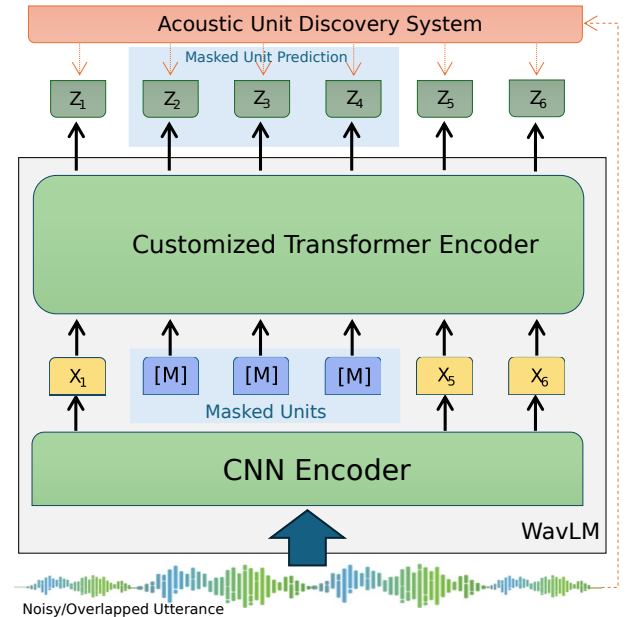 Acoustic Unit Discovery System
Masked Unit Prediction
Z1 Z2 Z3 Z4 Z5 Z6
Customized Transformer Encoder
X1 [M] [M] [M] X5 X6
Masked Units
CNN Encoder
WavLM
Noisy/Overlapped Utterance